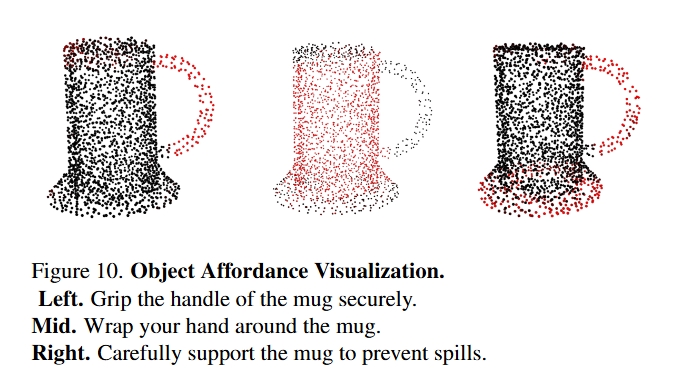 Figure 10. Object Affordance Visualization.
Left. Grip the handle of the mug securely.
Mid. Wrap your hand around the mug.
Right. Carefully support the mug to prevent spills.